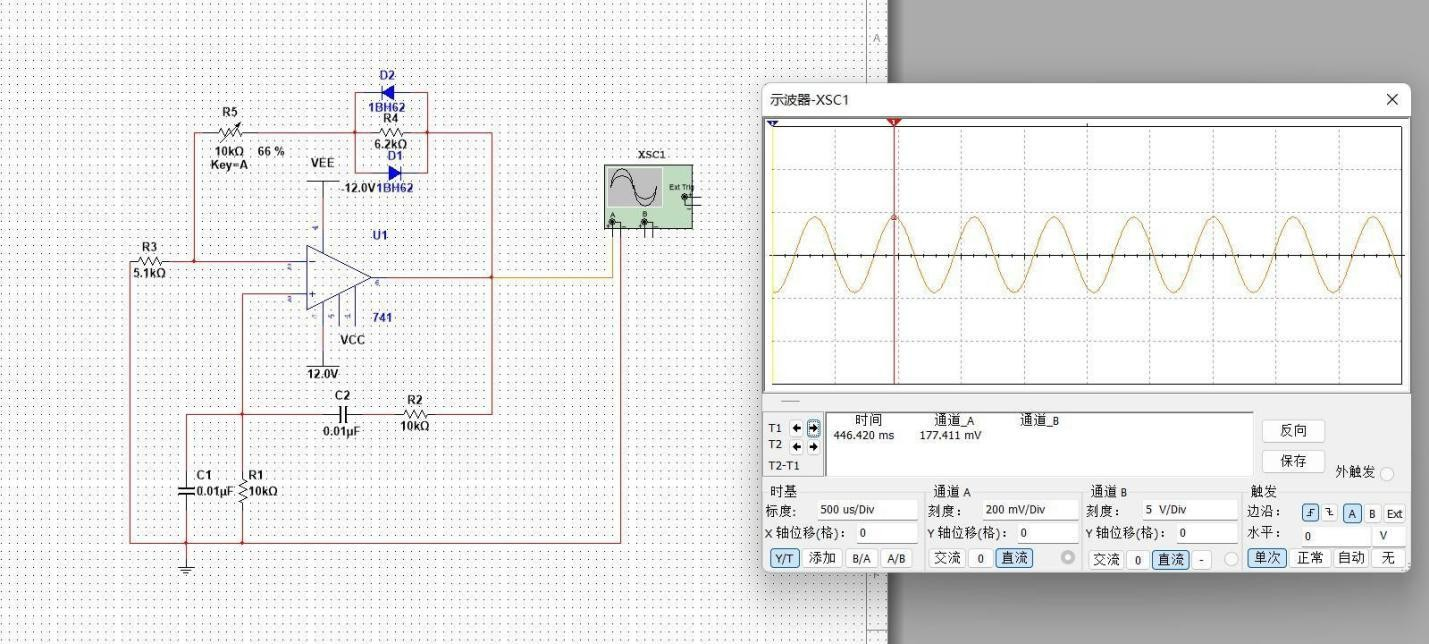 A
D2
1BH62
R5
R4
10kΩ
66 %
6.2kΩ
Key=A
D1
VEE
-12.0V
1BH62
XSC1
Ext Trig
A
B
U1
R3
5.1kΩ
741
VCC
12.0V
C2
0.01µF
R2
10kΩ
C1
0.01µF
R1
10kΩ
示波器-XSC1
T1
T2
T2-T1
时间
通道_A
通道_B
446.420 ms
177.411 mV
反向
保存
外触发
时基
标度:
500 us/Div
X 轴位移(格):
0
Y/T
添加
B/A
A/B
通道 A
刻度:
200 mV/Div
Y 轴位移(格):
0
交流
0
直流
通道 B
刻度:
5 V/Div
Y 轴位移(格):
0
交流
0
直流
-
触发
边沿:
A
B
Ext
水平:
0
V
单次
正常
自动
无